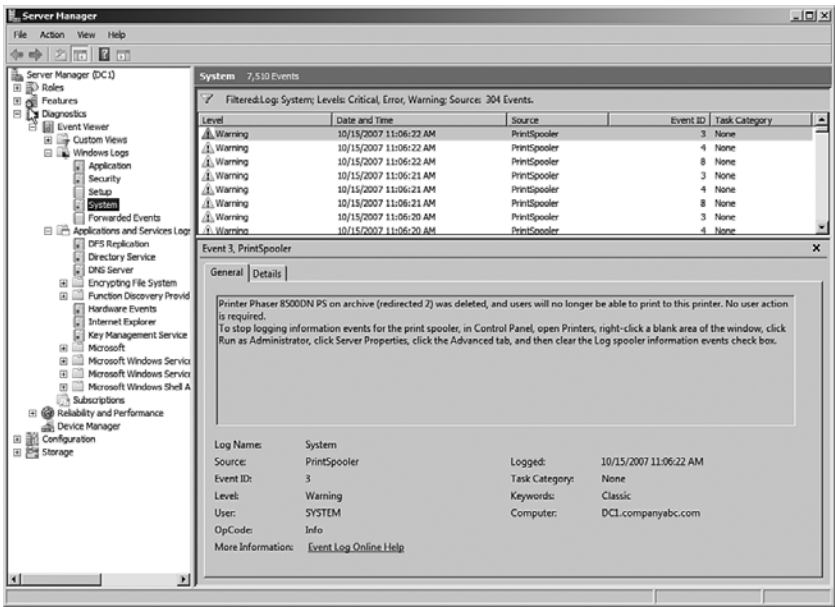 Server Manager
File Action View Help
Server Manager (DC1)
Roles
Features
Diagnostics
Event Viewer
Custom Views
Windows Logs
Application
Security
Setup
System
Forwarded Events
Applications and Services Logs
DFS Replication
Directory Service
DNS Server
Encrypting File System
Function Discovery Provid
Hardware Events
Internet Explorer
Key Management Service
Microsoft
Microsoft Windows Service
Microsoft Windows Service
Microsoft Windows Shell A
Subscriptions
Reliability and Performance
Device Manager
Configuration
Storage
System 7,510 Events
Filtered:Log: System; Levels: Critical, Error, Warning; Source: 304 Events.
Level Date and Time Source Event ID Task Category
Warning 10/15/2007 11:06:22 AM PrintSpooler 3 None
Warning 10/15/2007 11:06:22 AM PrintSpooler 4 None
Warning 10/15/2007 11:06:22 AM PrintSpooler 8 None
Warning 10/15/2007 11:06:21 AM PrintSpooler 3 None
Warning 10/15/2007 11:06:21 AM PrintSpooler 4 None
Warning 10/15/2007 11:06:21 AM PrintSpooler 8 None
Warning 10/15/2007 11:06:20 AM PrintSpooler 3 None
Warning 10/15/2007 11:06:20 AM PrintSpooler 4 None
Event 3, PrintSpooler
General Details
Printer Phaser 8500DN PS on archive (redirected 2) was deleted, and users will no longer be able to print to this printer. No user action
is required.
To stop logging information events for the print spooler, in Control Panel, open Printers, right-click a blank area of the window, click
Run as Administrator, click Server Properties, click the Advanced tab, and then clear the Log spooler information events check box.
Log Name: System
Source: PrintSpooler Logged: 10/15/2007 11:06:22 AM
Event ID: 3 Task Category: None
Level: Warning Keywords: Classic
User: SYSTEM Computer: DC1.companyabc.com
OpCode: Info
More Information: Event Log Online Help